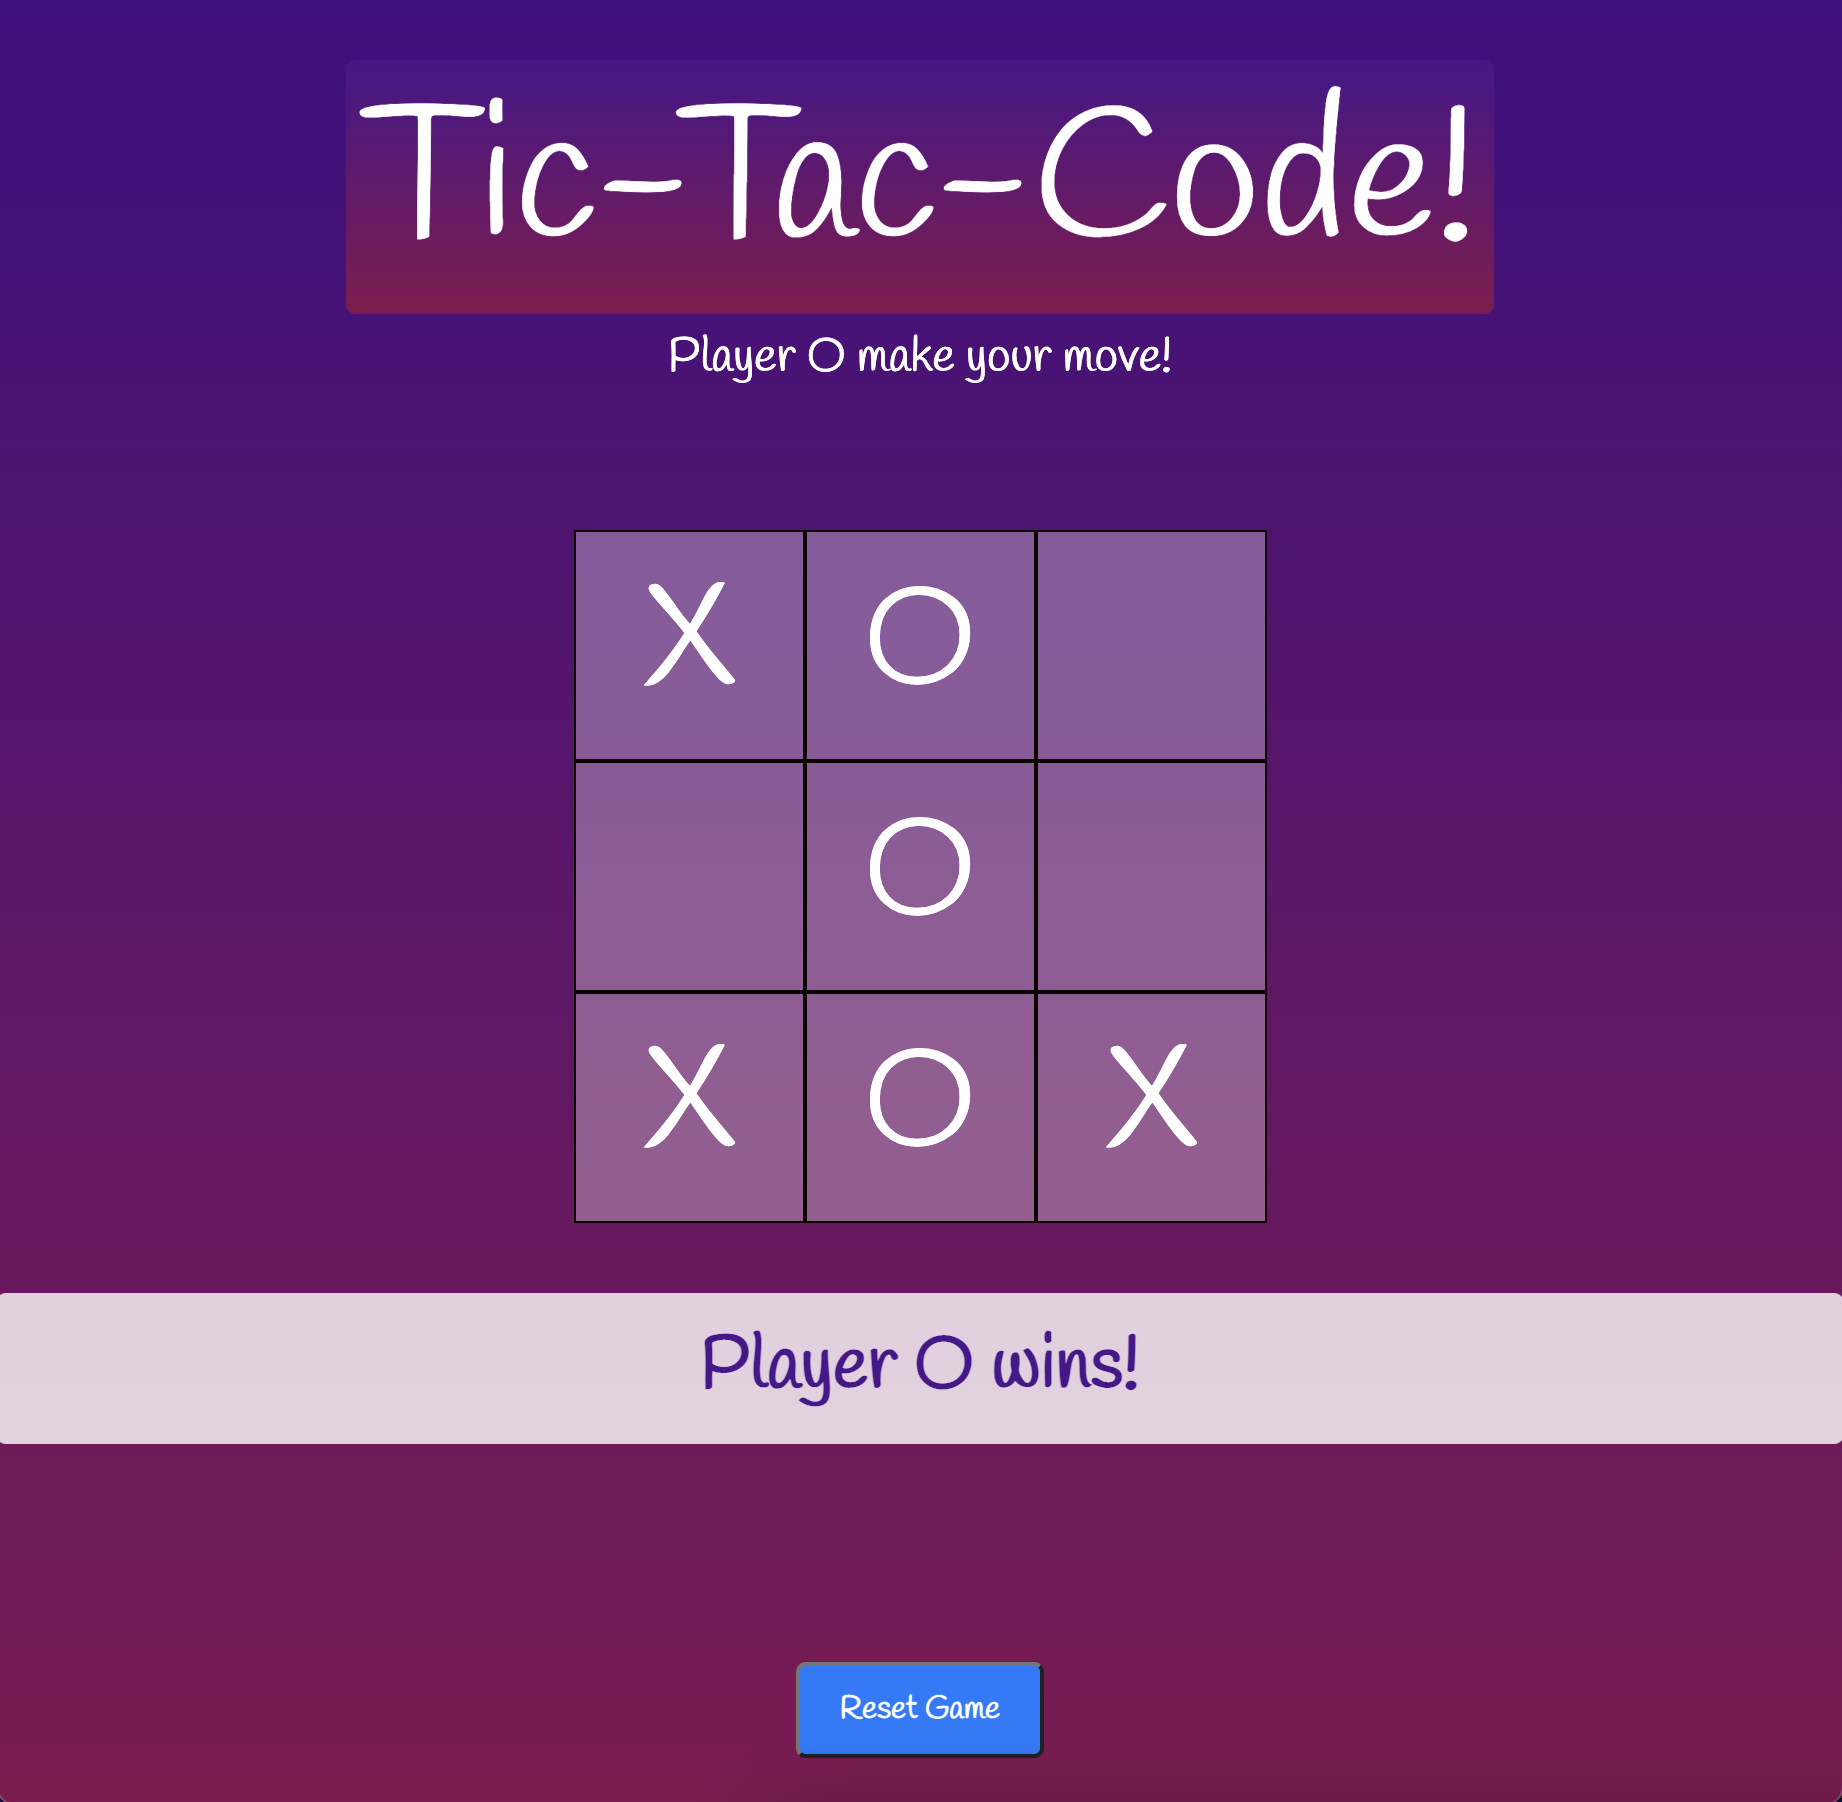 Tic-Tac-Code!
Player O make your move!
X O
O
X O X
Player O wins!
Reset Game